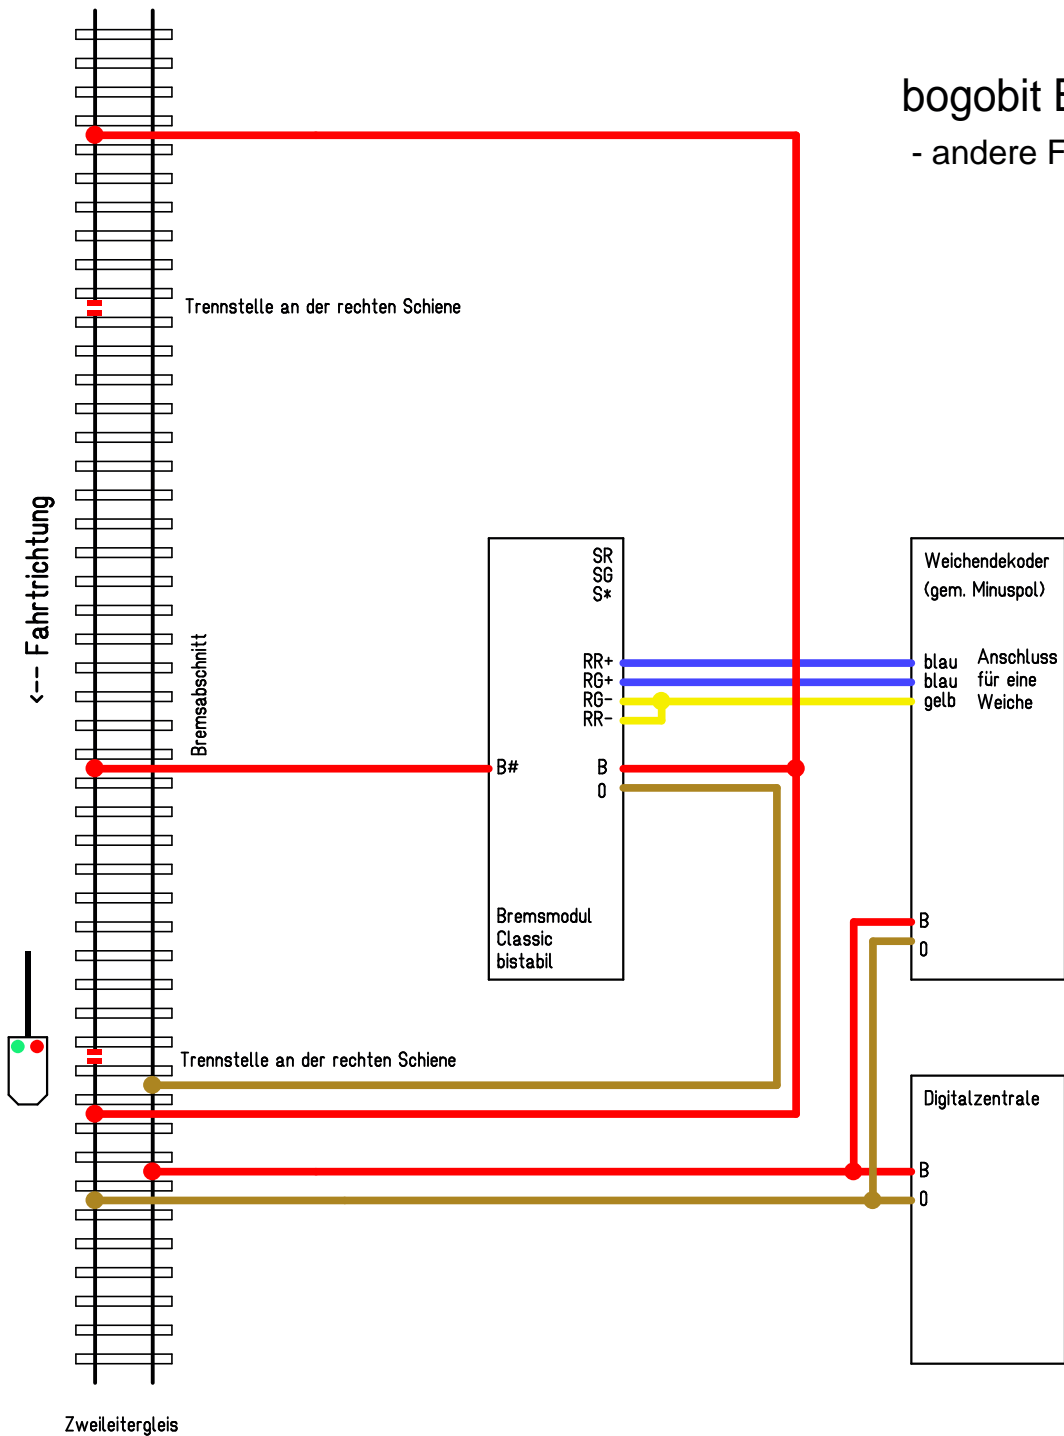 bogobit
- andere
Trennstelle an der rechten Schiene
<--- Fahrtrichtung
Bremsabschnitt
SR
SG
S*
RR+
RG+
RG-
RR-
B#
B
0
Bremsmodul
Classic
bistabil
Weichendekoder
(gem. Minuspol)
blau
blau
gelb
Anschluss
für eine
Weiche
B
0
Trennstelle an der rechten Schiene
Digitalzentrale
B
0
Zweileitergleis